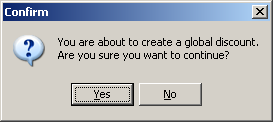 Confirm
You are about to create a global discount.
Are you sure you want to continue?
Yes
No